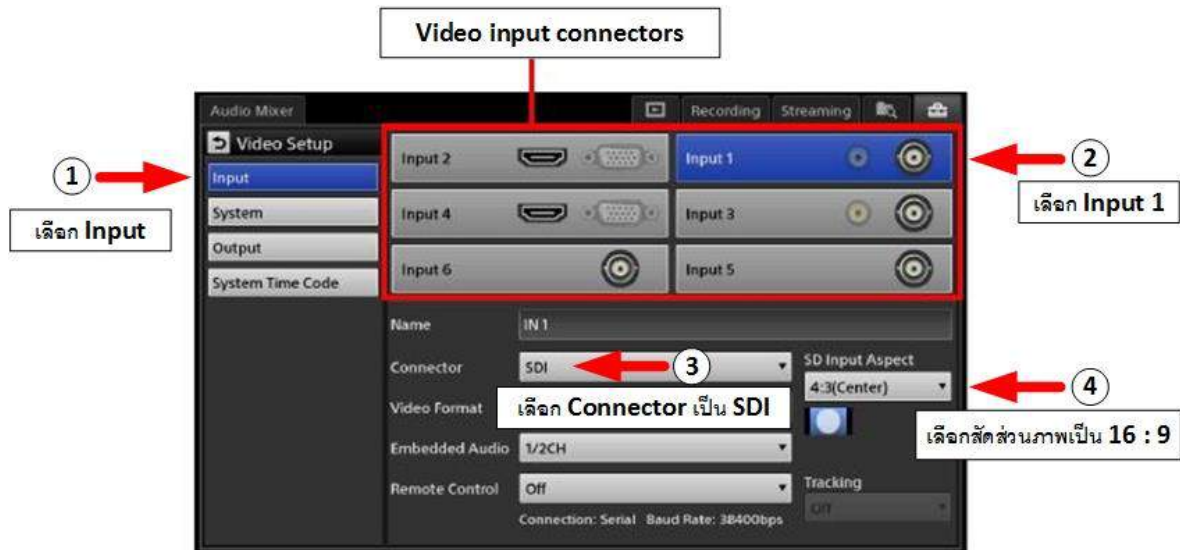 Video input connectors
Audio Mixer
Recording
Streaming
Video Setup
Input
System
Output
System Time Code
Input 2
Input 1
Input 4
Input 3
Input 6
Input 5
1
เลือก Input
2
เลือก Input 1
Name
IN 1
Connector
SDI
3
เลือก Connector เป็น SDI
Video Format
Embedded Audio
1/2CH
Remote Control
Off
Connection: Serial Baud Rate: 38400bps
SD Input Aspect
4:3(Center)
4
เลือกสัดส่วนภาพเป็น 16 : 9
Tracking
Off